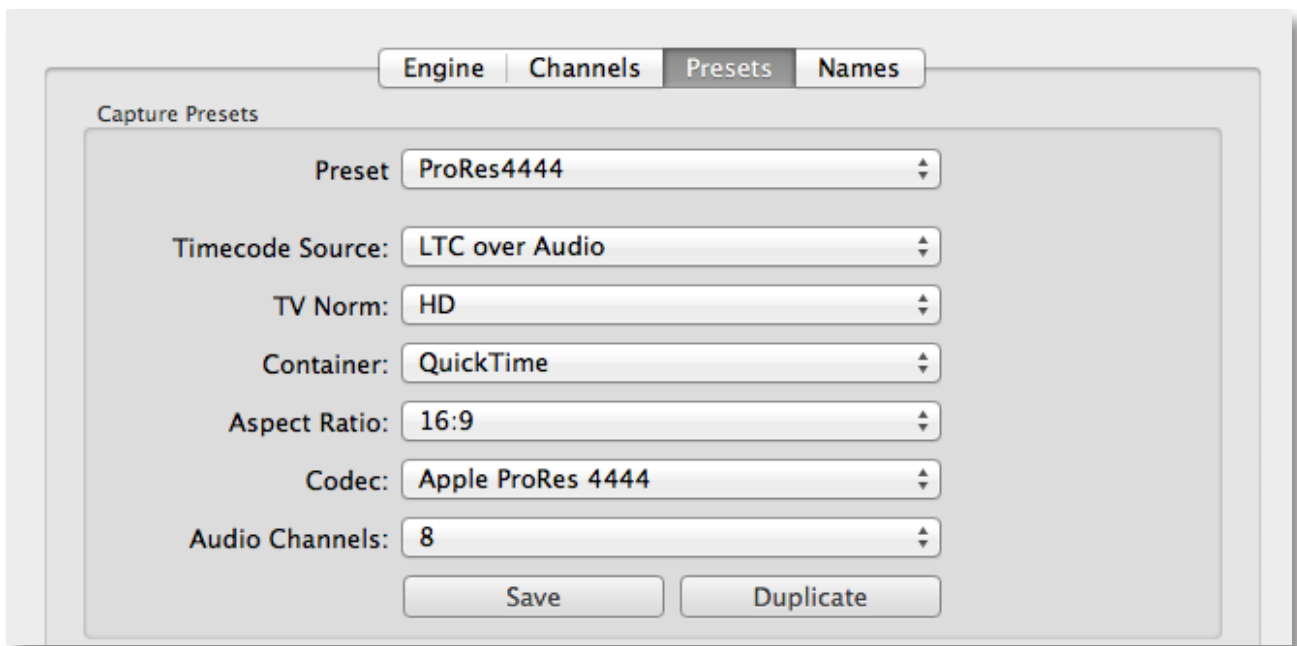 Engine Channels Presets Names
Capture Presets
Preset ProRes4444
Timecode Source: LTC over Audio
TV Norm: HD
Container: QuickTime
Aspect Ratio: 16:9
Codec: Apple ProRes 4444
Audio Channels: 8
Save Duplicate